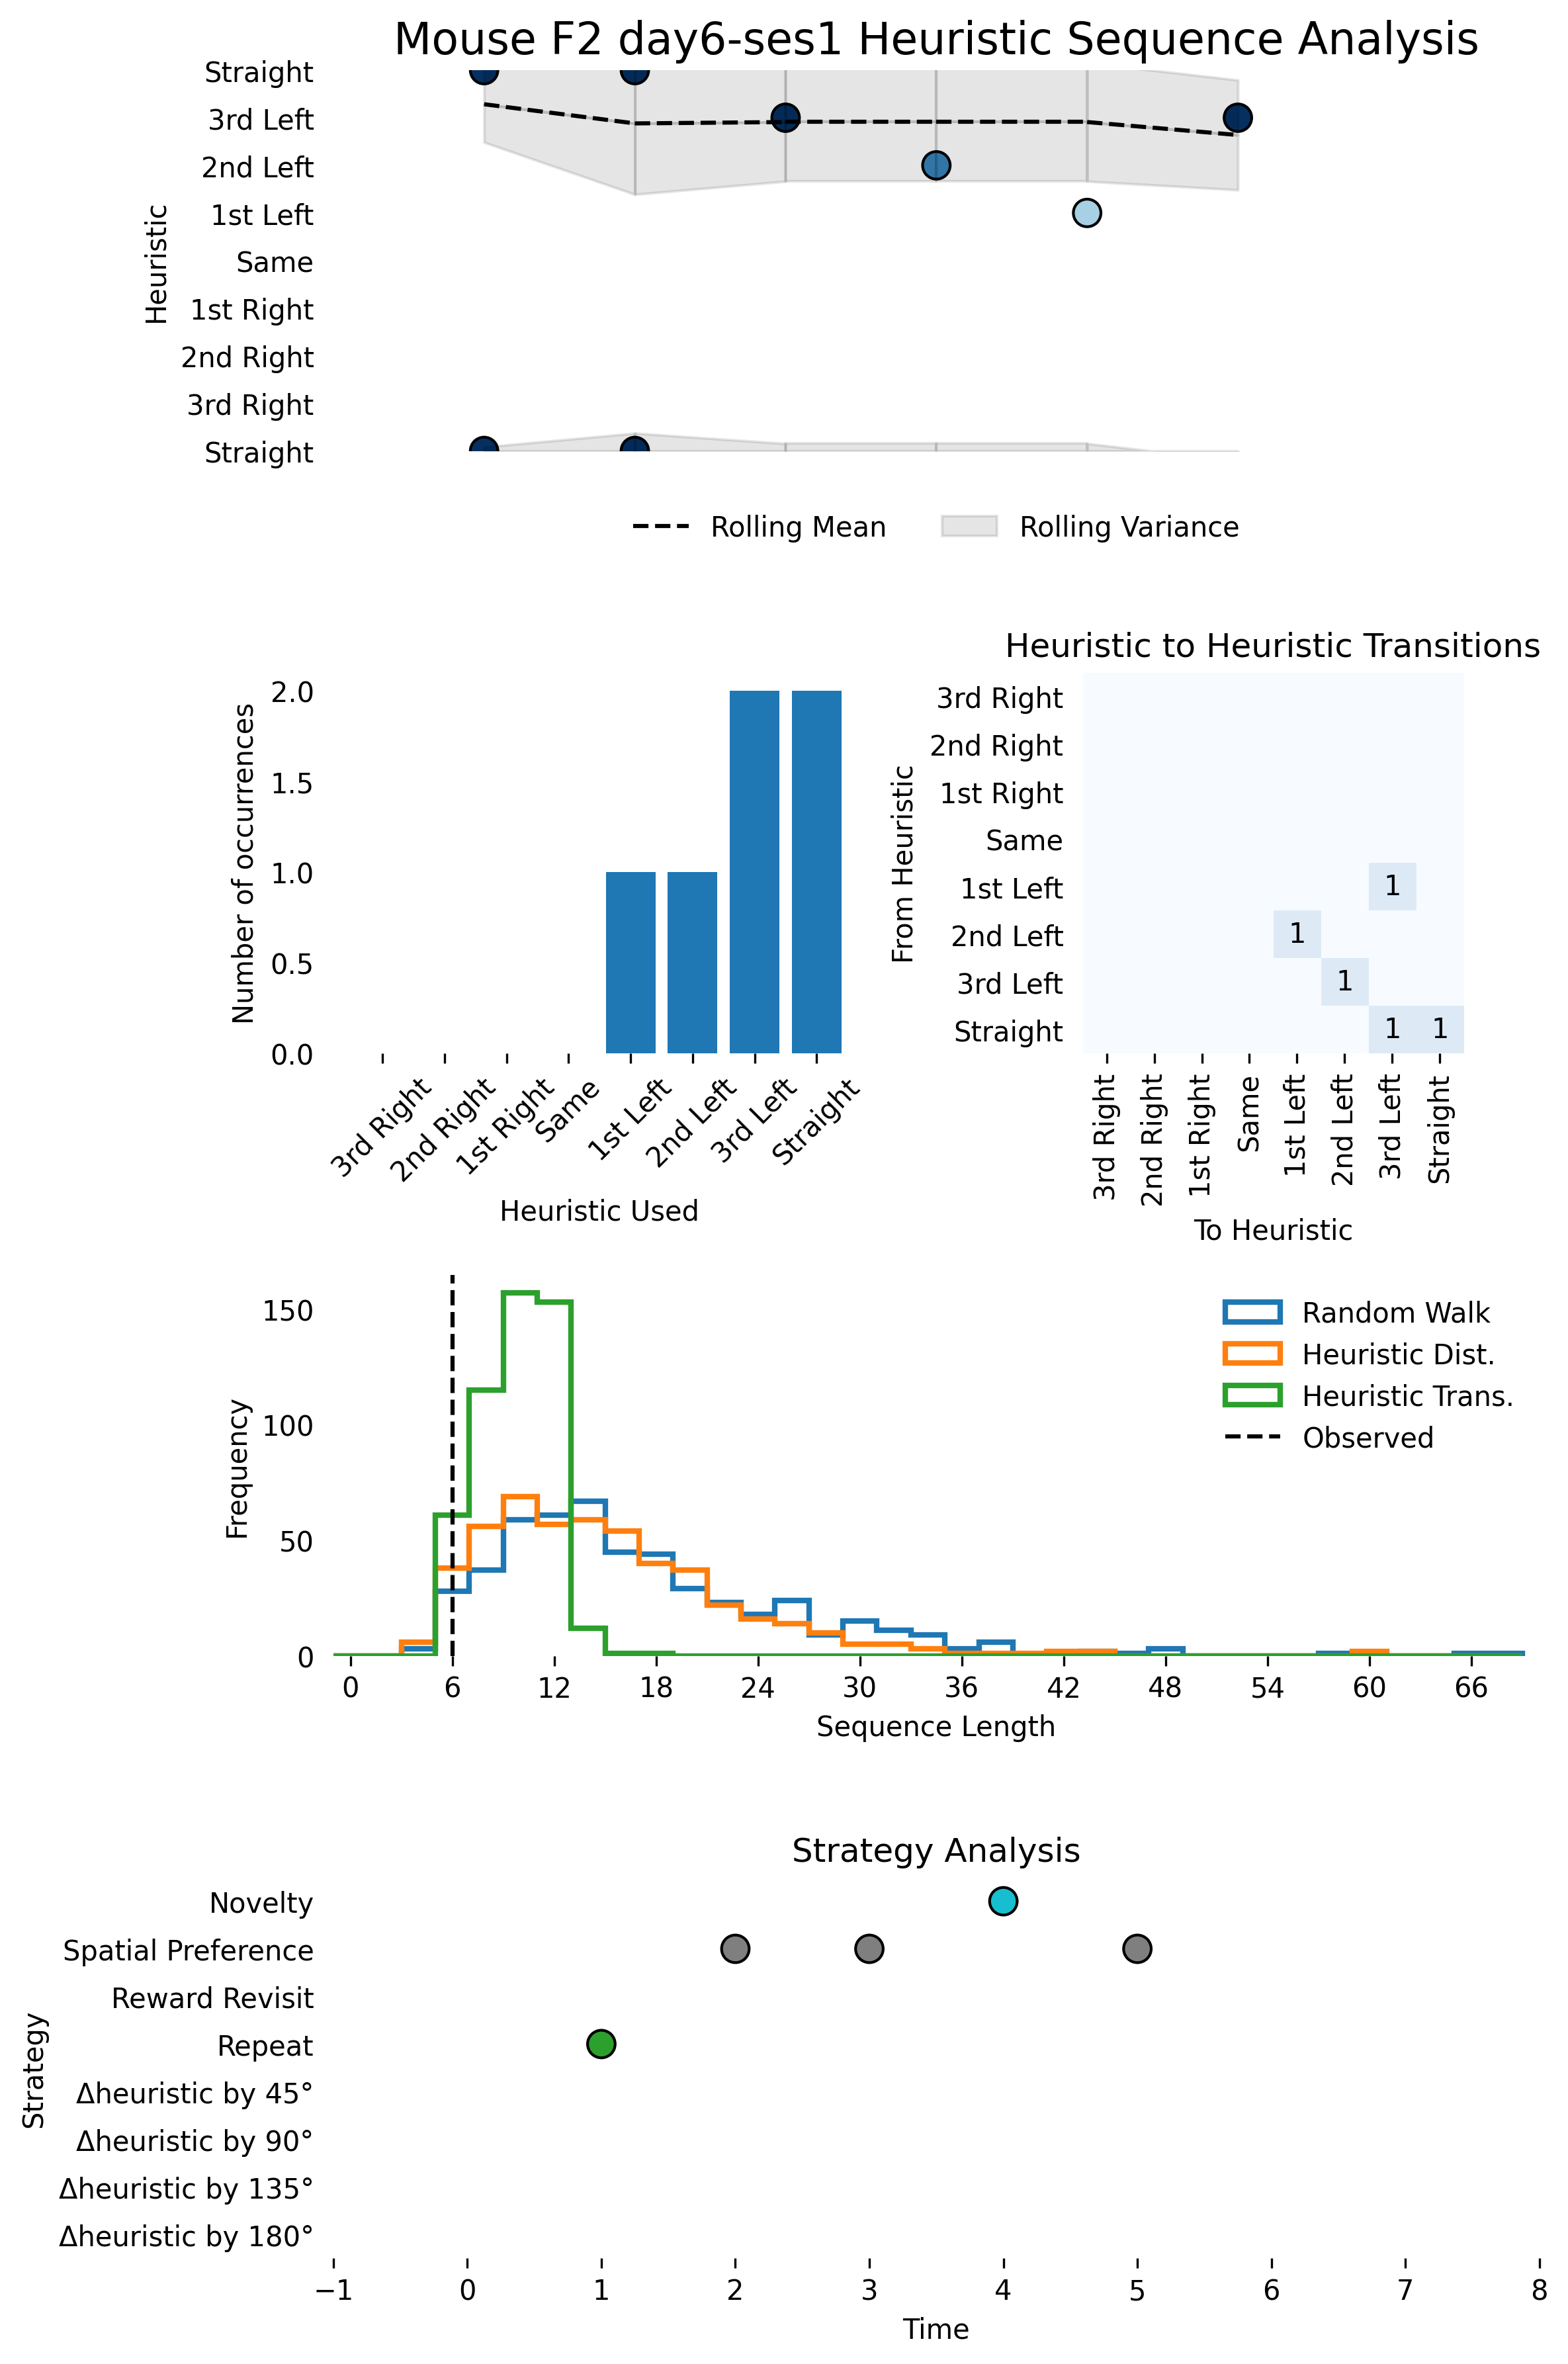 Mouse F2 day6-ses1 Heuristic Sequence Analysis
Heuristic
Straight
3rd Left
2nd Left
1st Left
Same
1st Right
2nd Right
3rd Right
Straight
Rolling Mean
Rolling Variance
Number of occurrences
2.0
1.5
1.0
0.5
0.0
3rd Right
2nd Right
1st Right
Same
1st Left
2nd Left
3rd Left
Straight
Heuristic Used
Heuristic to Heuristic Transitions
From Heuristic
3rd Right
2nd Right
1st Right
Same
1st Left
2nd Left
3rd Left
Straight
1
1
1
1 1
3rd Right
2nd Right
1st Right
Same
1st Left
2nd Left
3rd Left
Straight
To Heuristic
Frequency
150
100
50
0
0 6 12 18 24 30 36 42 48 54 60 66
Sequence Length
Random Walk
Heuristic Dist.
Heuristic Trans.
Observed
Strategy Analysis
Strategy
Novelty
Spatial Preference
Reward Revisit
Repeat
Δheuristic by 45°
Δheuristic by 90°
Δheuristic by 135°
Δheuristic by 180°
−1 0 1 2 3 4 5 6 7 8
Time